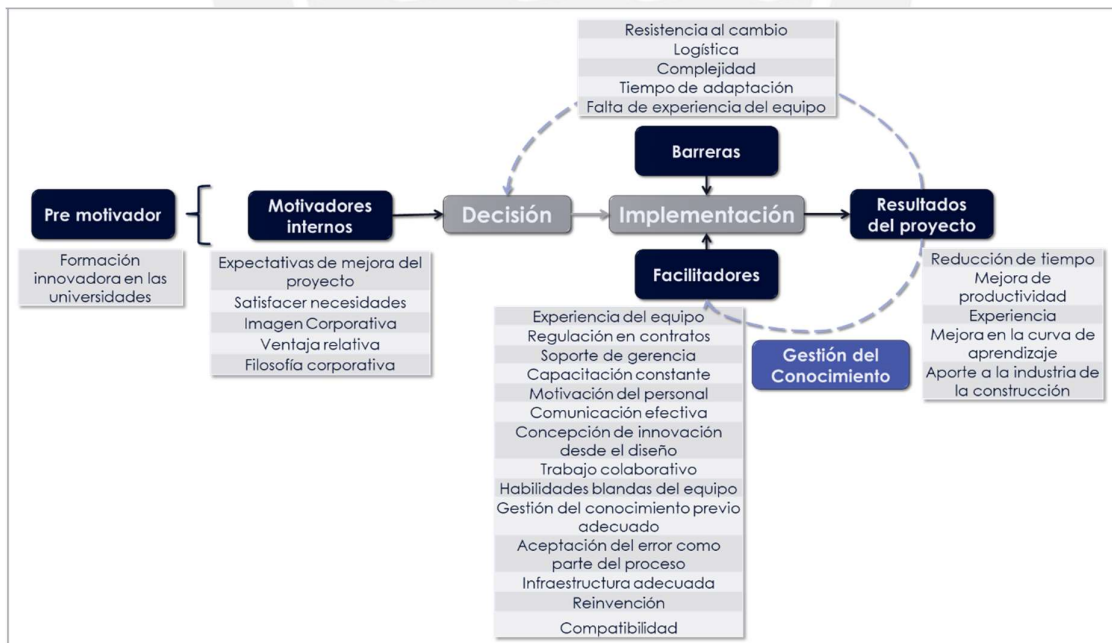 Resistencia al cambio
Logística
Complejidad
Tiempo de adaptación
Falta de experiencia del equipo
Barreras
Pre motivador
Motivadores
internos
Decisión
Implementación
Resultados
del proyecto
Formación
innovadora en las
universidades
Expectativas de mejora del
proyecto
Satisfacer necesidades
Imagen Corporativa
Ventaja relativa
Filosofía corporativa
Facilitadores
Experiencia del equipo
Regulación en contratos
Soporte de gerencia
Capacitación constante
Motivación del personal
Comunicación efectiva
Concepción de innovación
desde el diseño
Trabajo colaborativo
Habilidades blandas del equipo
Gestión del conocimiento previo
adecuado
Aceptación del error como
parte del proceso
Infraestructura adecuada
Reinvención
Compatibilidad
Gestión del
Conocimiento
Reducción de tiempo
Mejora de
productividad
Experiencia
Mejora en la curva de
aprendizaje
Aporte a la industria de
la construcción